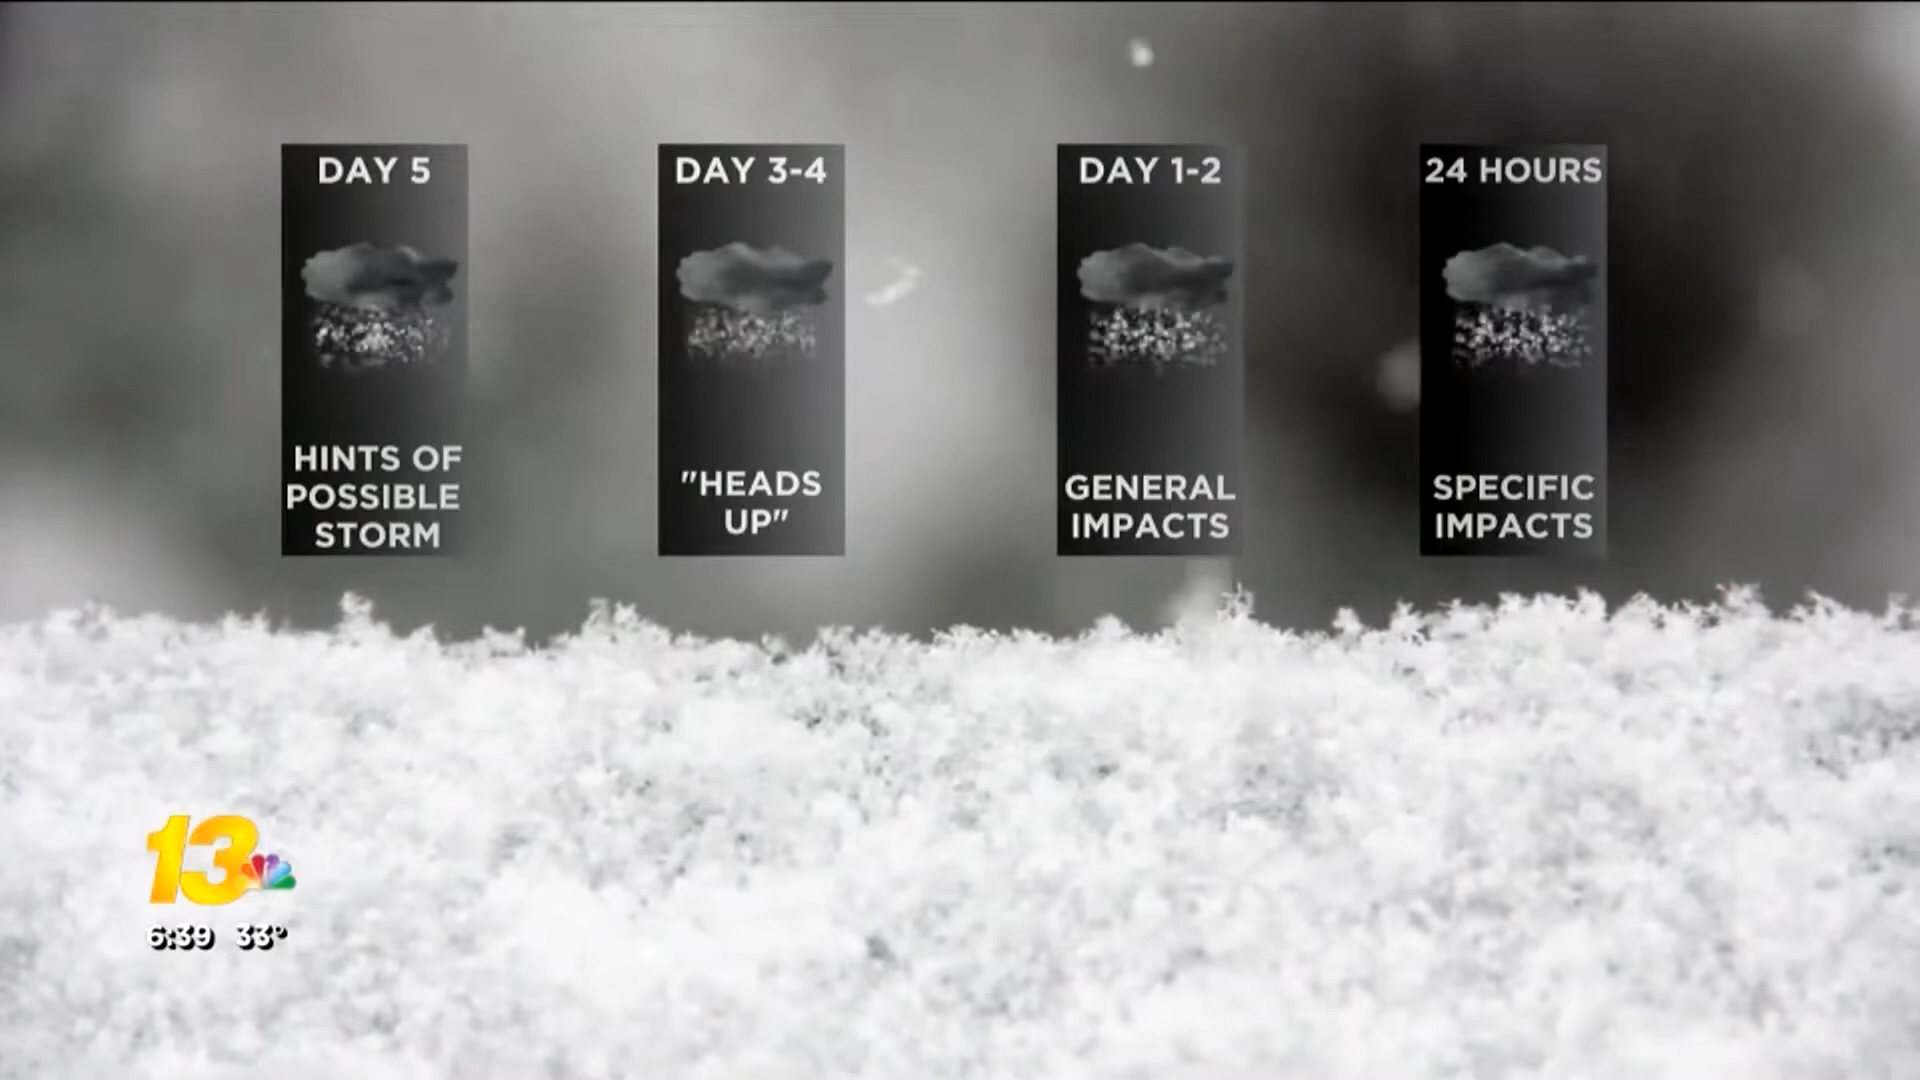 DAY 5
HINTS OF
POSSIBLE
STORM
DAY 3-4
"HEADS
UP"
DAY 1-2
GENERAL
IMPACTS
24 HOURS
SPECIFIC
IMPACTS
13
6:39 33°